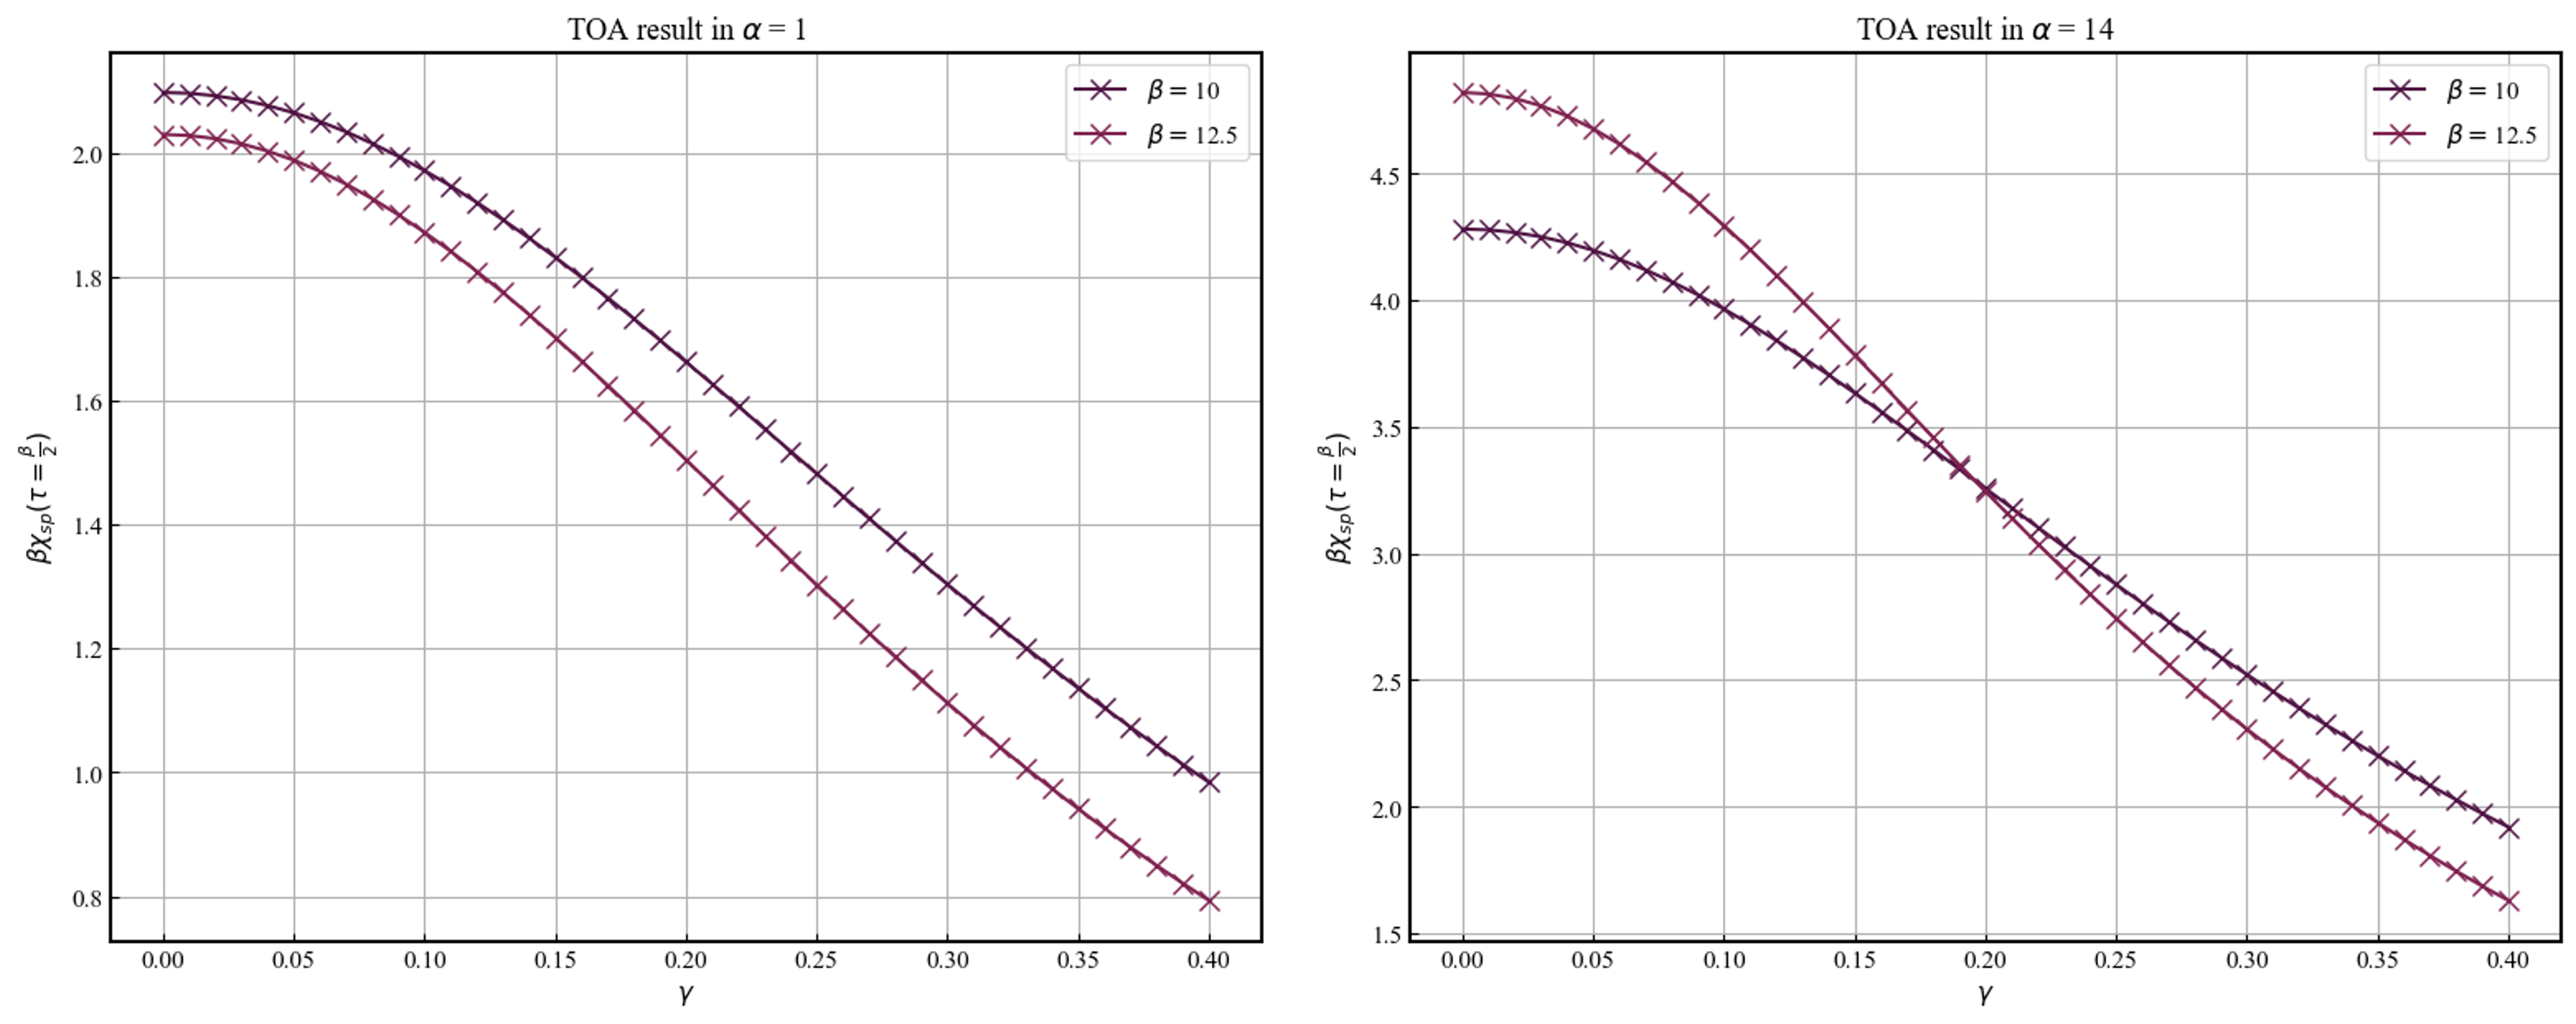 TOA result in α = 1
β = 10
β = 12.5
2.0
1.8
1.6
1.4
1.2
1.0
0.8
βχ_sp(τ = β/2)
0.00 0.05 0.10 0.15 0.20 0.25 0.30 0.35 0.40
γ
TOA result in α = 14
β = 10
β = 12.5
4.5
4.0
3.5
3.0
2.5
2.0
1.5
βχ_sp(τ = β/2)
0.00 0.05 0.10 0.15 0.20 0.25 0.30 0.35 0.40
γ